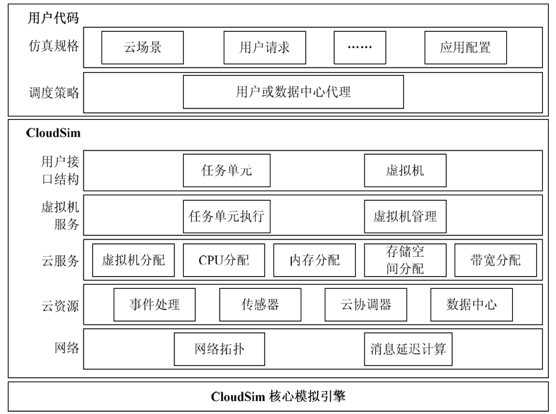 用户代码
仿真规格
云场景
用户请求
……
应用配置
调度策略
用户或数据中心代理
CloudSim
用户接
口结构
任务单元
虚拟机
虚拟机
服务
任务单元执行
虚拟机管理
云服务
虚拟机分配
CPU分配
内存分配
存储空
间分配
带宽分配
云资源
事件处理
传感器
云协调器
数据中心
网络
网络拓扑
消息延迟计算
CloudSim 核心模拟引擎